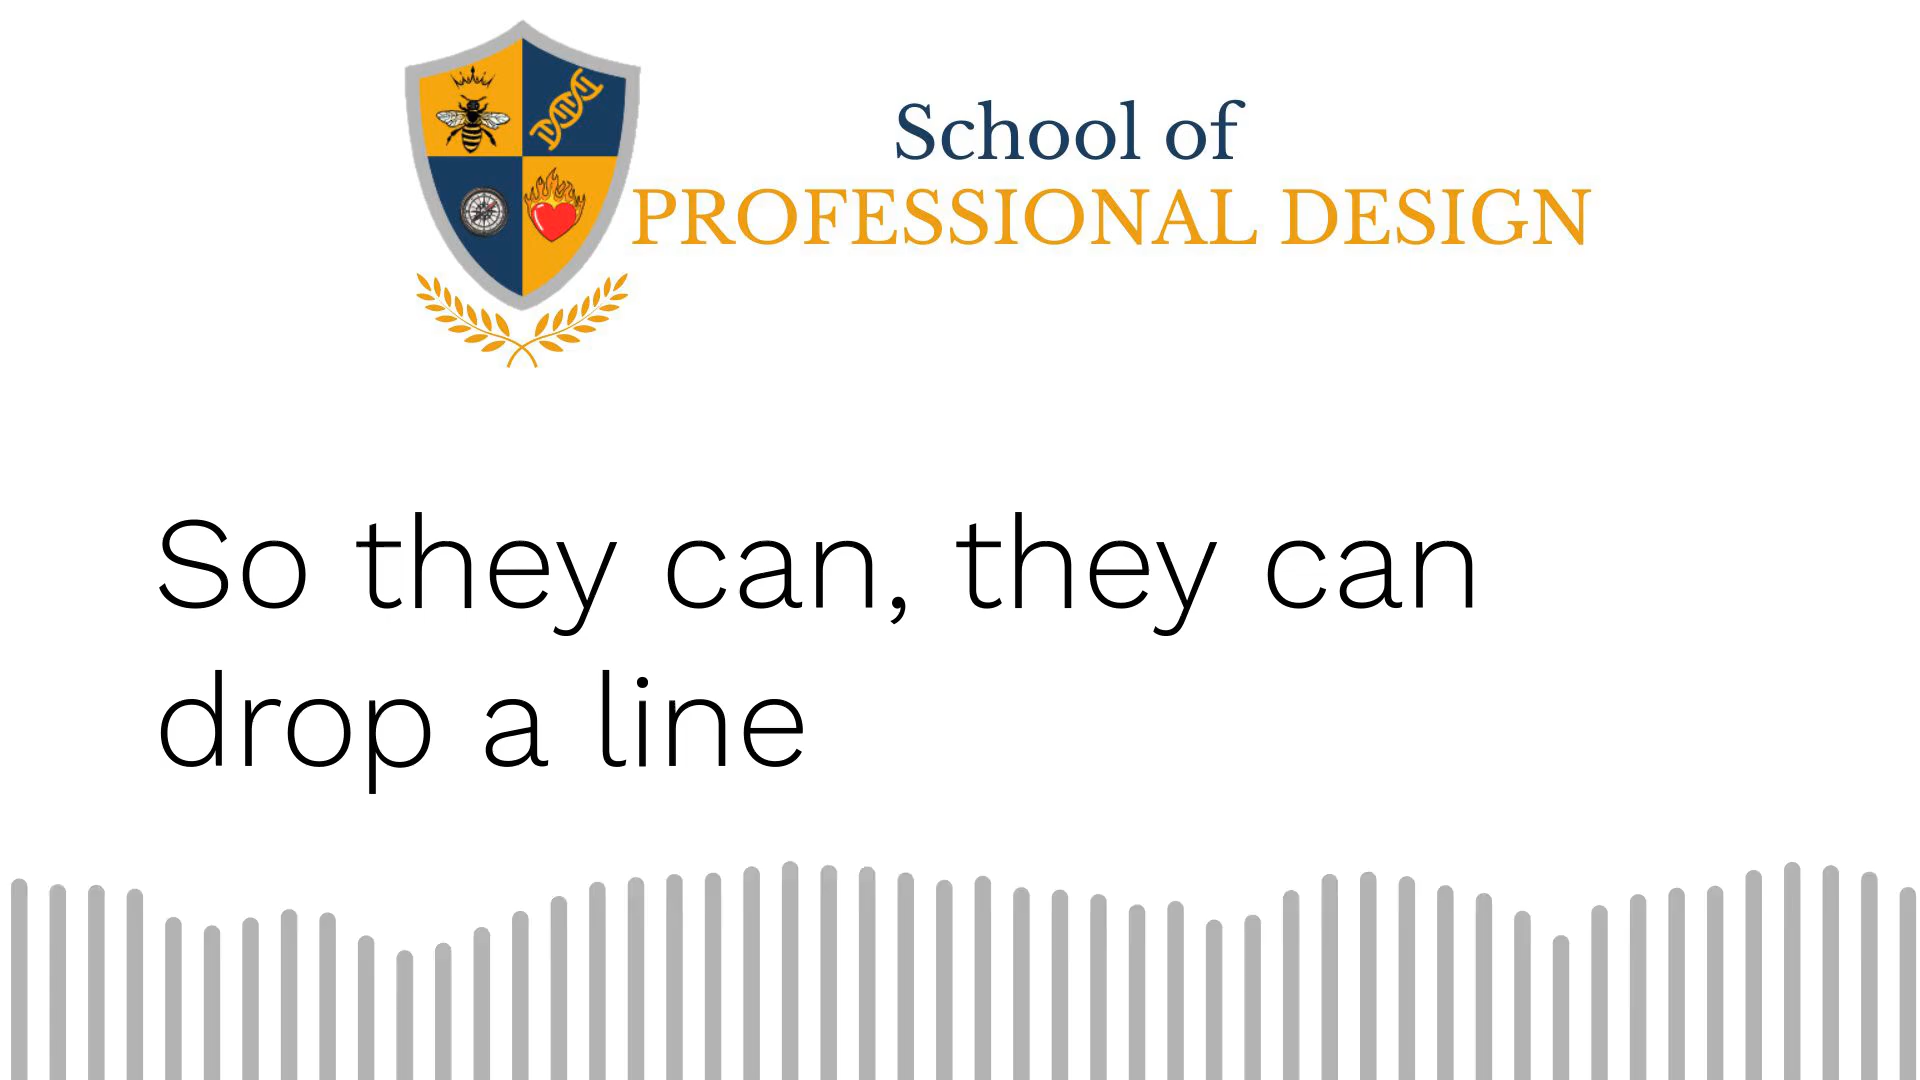 School of
PROFESSIONAL DESIGN
So they can, they can
drop a line